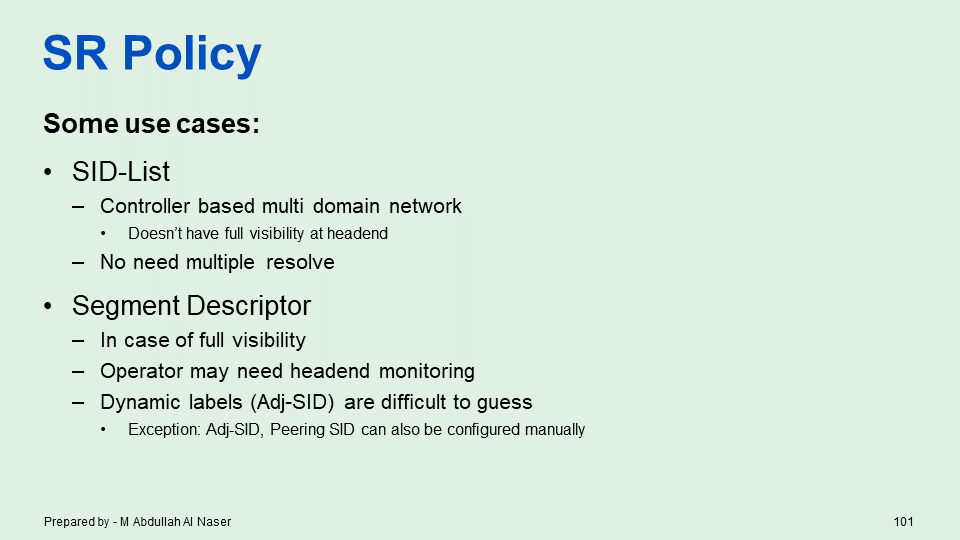 SR Policy
Some use cases:
• SID-List
– Controller based multi domain network
• Doesn’t have full visibility at headend
– No need multiple resolve
• Segment Descriptor
– In case of full visibility
– Operator may need headend monitoring
– Dynamic labels (Adj-SID) are difficult to guess
• Exception: Adj-SID, Peering SID can also be configured manually
Prepared by - M Abdullah Al Naser
101